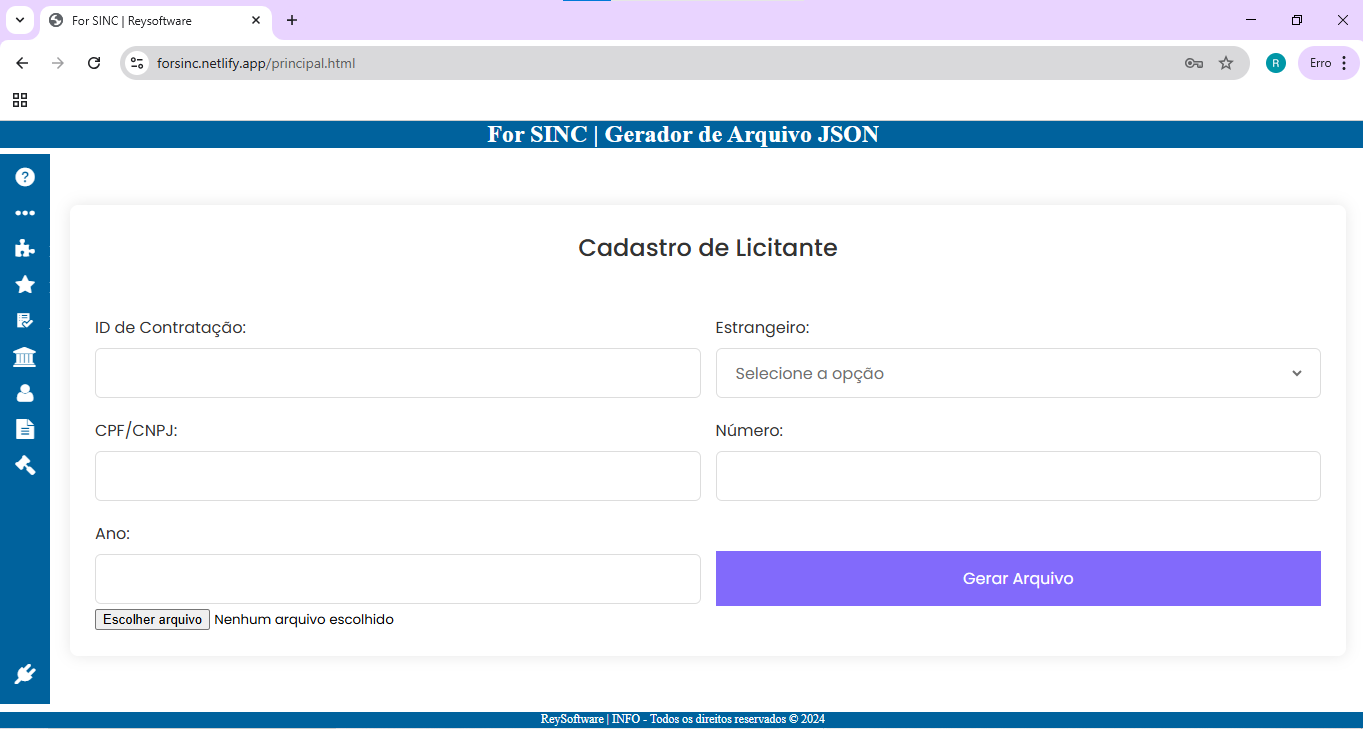 For SINC | Reysoftware
forsinc.netlify.app/principal.html
R
Erro
For SINC | Gerador de Arquivo JSON
Cadastro de Licitante
ID de Contratação:
Estrangeiro:
Selecione a opção
CPF/CNPJ:
Número:
Ano:
Gerar Arquivo
Escolher arquivo Nenhum arquivo escolhido
ReySoftware | INFO - Todos os direitos reservados © 2024